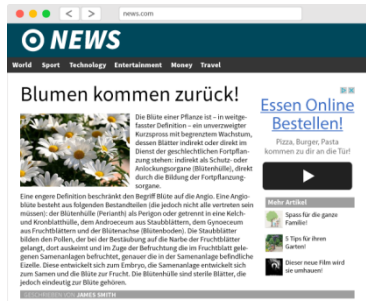 news.com
NEWS
World Sport Technology Entertainment Money Travel
Blumen kommen zurück!
Die Blüte einer Pflanze ist – in weitge-
fasster Definition – ein unverzweigter
Kurzspross mit begrenztem Wachstum,
dessen Blätter indirekt oder direkt im
Dienst der geschlechtlichen Fortpflan-
zung stehen: indirekt als Schutz- oder
Anlockungsorgane (Blütenhülle), direkt
durch die Bildung der Fortpflanzung-
sorgane.
Eine engere Definition beschränkt den Begriff Blüte auf die Angio. Eine Angio-
blüte besteht aus folgenden Bestandteilen (die jedoch nicht alle vertreten sein
müssen): der Blütenhülle (Perianth) als Perigon oder getrennt in eine Kelch-
und Kronblatthülle, dem Androeceum aus Staubblättern, dem Gynoeceum
aus Fruchtblättern und der Blütenachse (Blütenboden). Die Staubblätter
bilden den Pollen, der bei der Bestäubung auf die Narbe der Fruchtblätter
gelangt, dort auskeimt und im Zuge der Befruchtung die im Fruchtblatt gele-
genen Samenanlagen befruchtet, genauer die in der Samenanlage befindliche
Eizelle. Diese entwickelt sich zum Embryo, die Samenanlage entwickelt sich
zum Samen und die Blüte zur Frucht. Die Blütenhülle sind sterile Blätter, die
jedoch eindeutig zur Blüte gehören.
GESCHRIEBEN VON JAMES SMITH
Essen Online
Bestellen!
Pizza, Burger, Pasta
kommen zu dir an die Tür!
Mehr Artikel
Spass für die ganze
Familie!
5 Tips für ihren
Garten!
Dieser neue Film wird
sie umhauen!